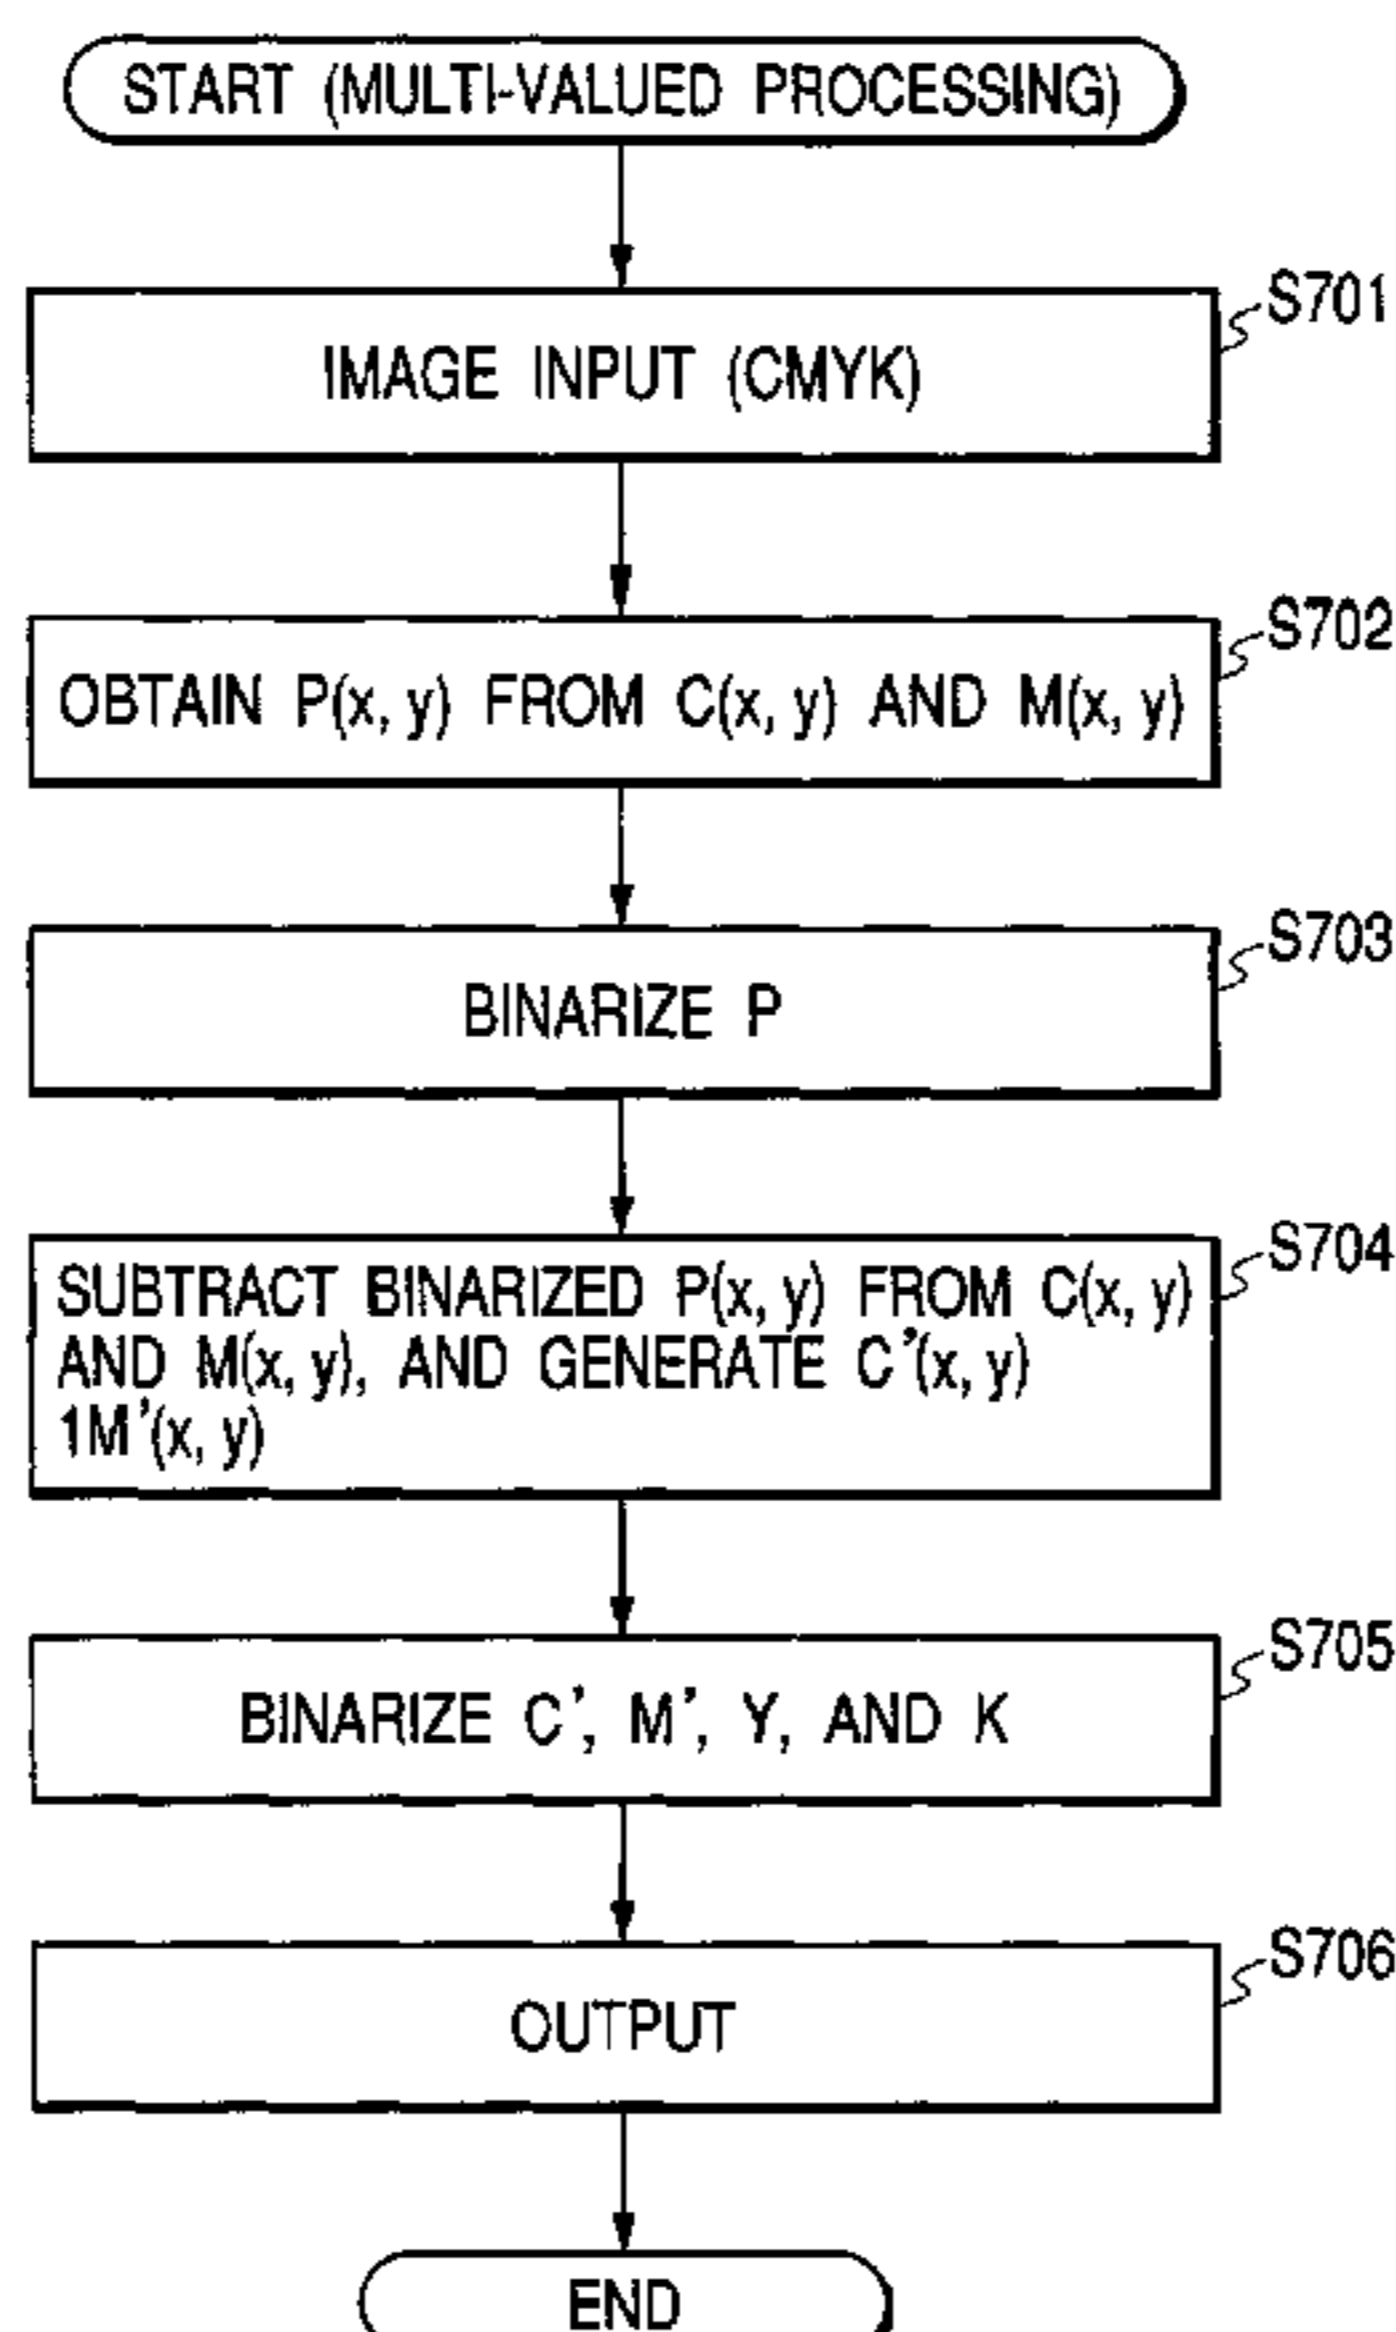 START (MULTI-VALUED PROCESSING)
S701
IMAGE INPUT (CMYK)
S702
OBTAIN P(x, y) FROM C(x, y) AND M(x, y)
S703
BINARIZE P
S704
SUBTRACT BINARIZED P(x, y) FROM C(x, y)
AND M(x, y), AND GENERATE C'(x, y)
1M'(x, y)
S705
BINARIZE C', M', Y, AND K
S706
OUTPUT
END